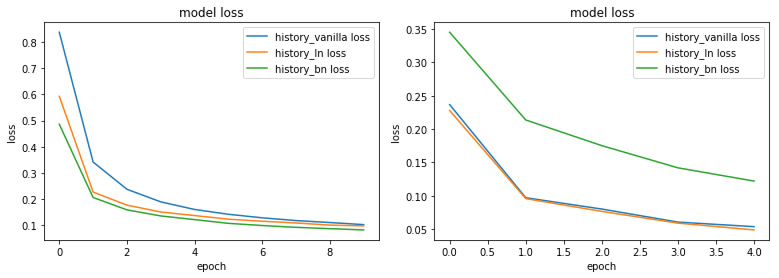 model loss
history_vanilla loss
history_ln loss
history_bn loss
0.8
0.7
0.6
0.5
0.4
0.3
0.2
0.1
loss
0
2
4
6
8
epoch
model loss
history_vanilla loss
history_ln loss
history_bn loss
0.35
0.30
0.25
0.20
0.15
0.10
0.05
loss
0.0
0.5
1.0
1.5
2.0
2.5
3.0
3.5
4.0
epoch